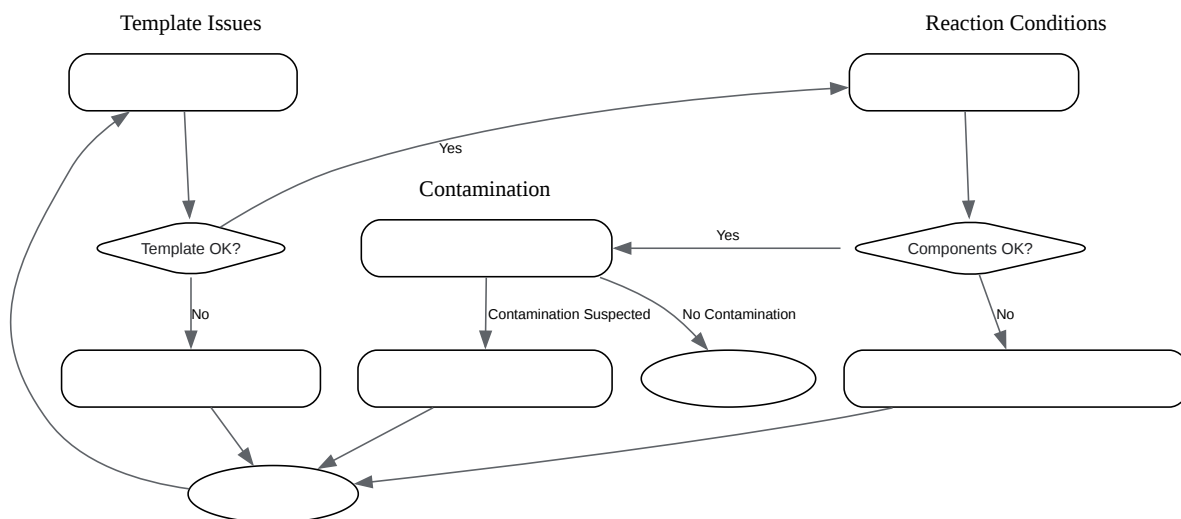 Template Issues
Reaction Conditions
Yes
Contamination
Template OK?
Yes
Components OK?
No
Contamination Suspected
No Contamination
No